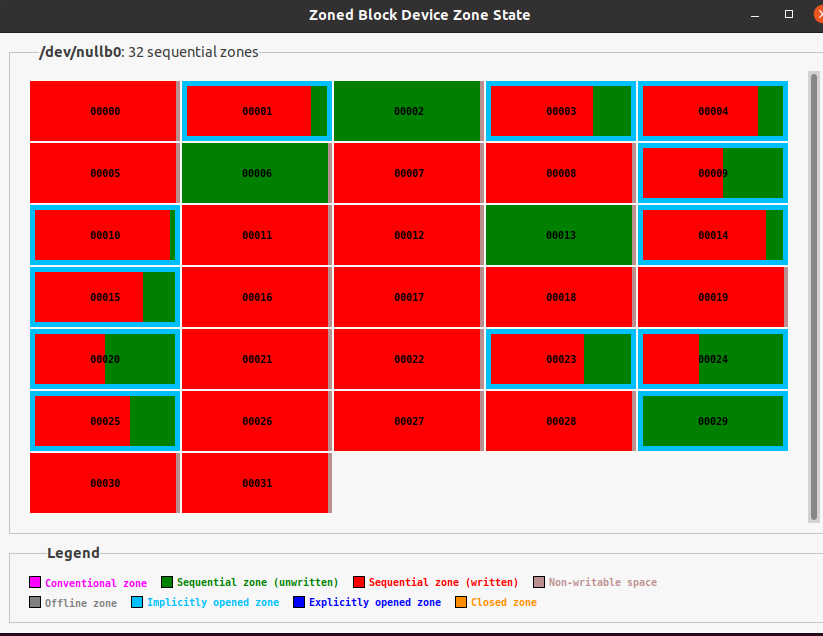 Zoned Block Device Zone State
/dev/nullb0: 32 sequential zones
00000 00001 00002 00003 00004
00005 00006 00007 00008 00009
00010 00011 00012 00013 00014
00015 00016 00017 00018 00019
00020 00021 00022 00023 00024
00025 00026 00027 00028 00029
00030 00031
Legend
Conventional zone Sequential zone (unwritten) Sequential zone (written) Non-writable space
Offline zone Implicitly opened zone Explicitly opened zone Closed zone